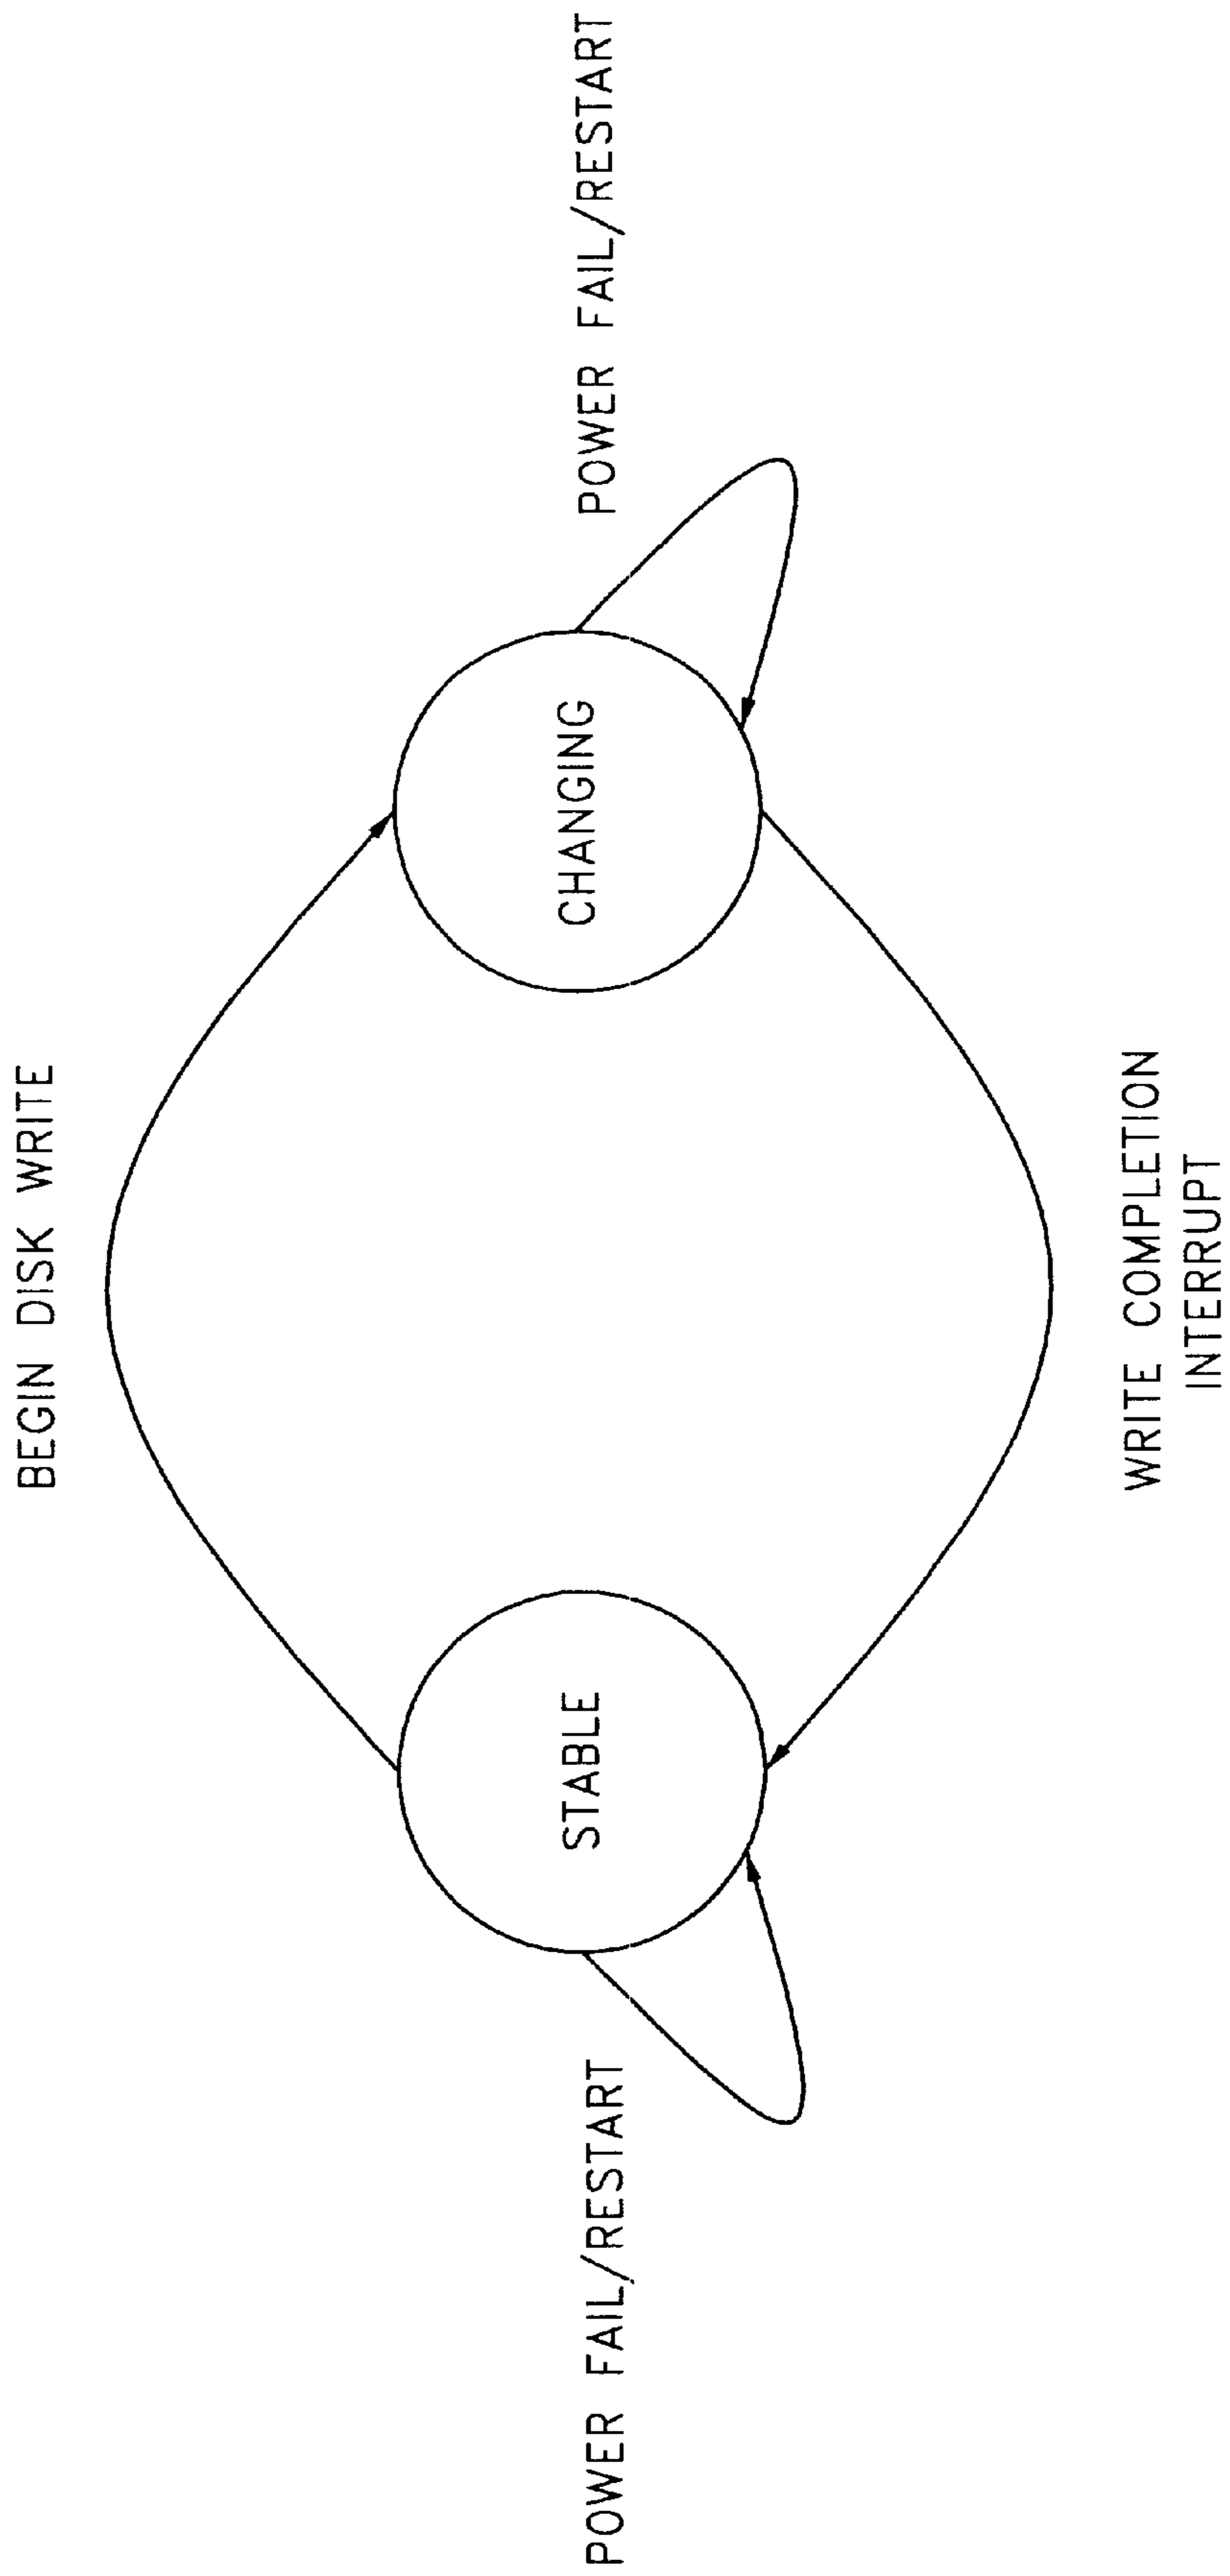 BEGIN DISK WRITE
POWER FAIL/RESTART
STABLE
CHANGING
POWER FAIL/RESTART
WRITE COMPLETION
INTERRUPT